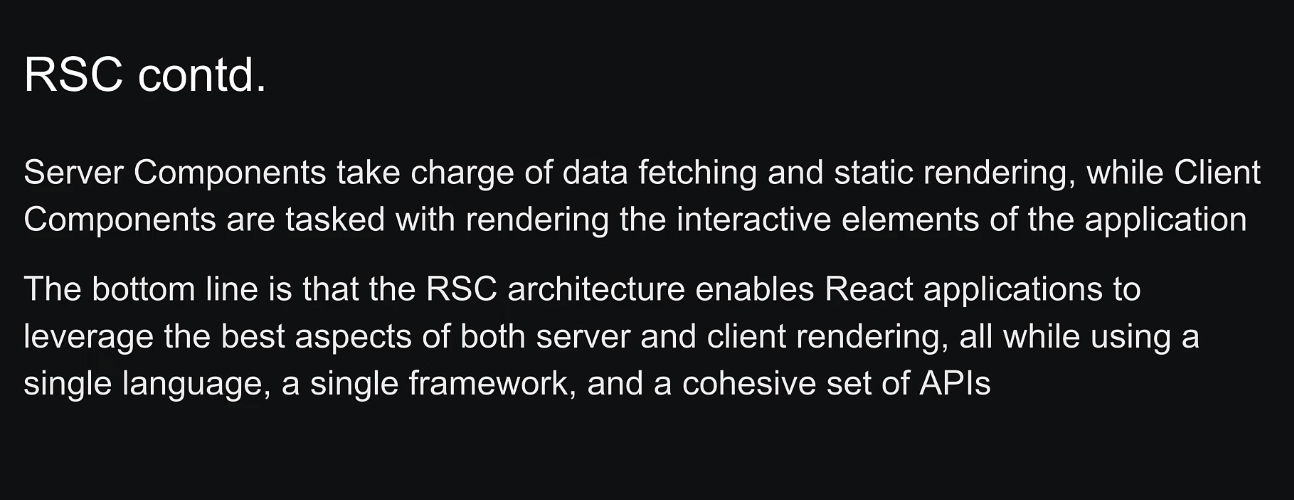 RSC contd.
Server Components take charge of data fetching and static rendering, while Client
Components are tasked with rendering the interactive elements of the application
The bottom line is that the RSC architecture enables React applications to
leverage the best aspects of both server and client rendering, all while using a
single language, a single framework, and a cohesive set of APIs